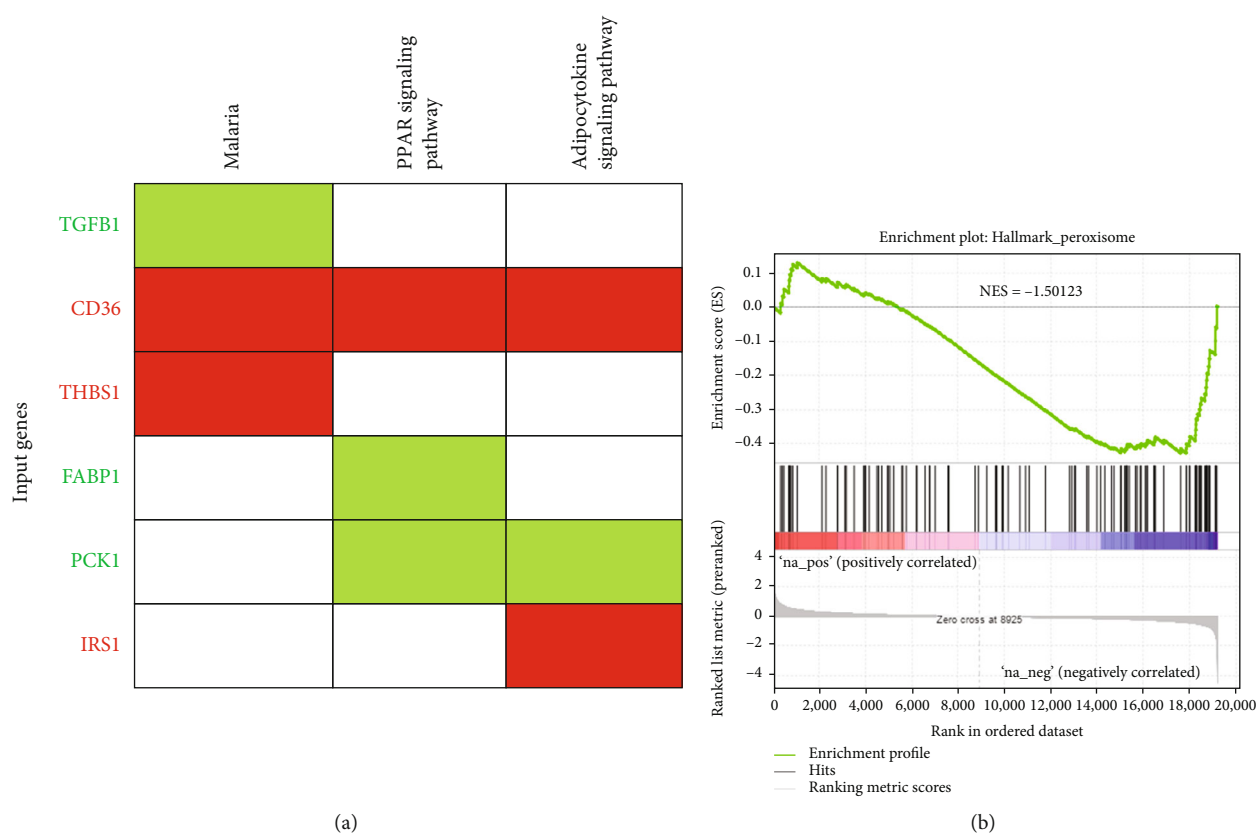 Malaria
PPAR signaling
pathway
Adipocytokine
signaling pathway
Input genes
TGFB1
CD36
THBS1
FABP1
PCK1
IRS1
(a)
Enrichment plot: Hallmark_peroxisome
Enrichment score (ES)
0.1
0.0
−0.1
−0.2
−0.3
−0.4
NES = −1.50123
Ranked list metric (preranked)
4
2
0
−2
−4
'na_pos' (positively correlated)
Zero cross at 8925
'na_neg' (negatively correlated)
0 2,000 4,000 6,000 8,000 10,000 12,000 14,000 16,000 18,000 20,000
Rank in ordered dataset
Enrichment profile
Hits
Ranking metric scores
(b)